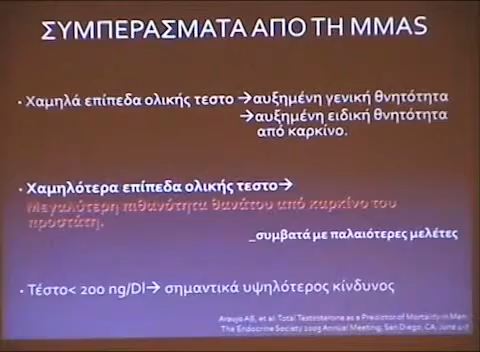 ΣΥΜΠΕΡΑΣΜΑΤΑ ΑΠΟ ΤΗ MMAS
• Χαμηλά επίπεδα ολικής τεστο →αυξημένη γενική θνητότητα
→αυξημένη ειδική θνητότητα
από καρκίνο.
• Χαμηλότερα επίπεδα ολικής τεστο→
Μεγαλύτερη πιθανότητα θανάτου από καρκίνο του
προστάτη.
_συμβατά με παλαιότερες μελέτες
• Τέστο< 200 ng/Dl→ σημαντικά υψηλότερος κίνδυνος
Araujo AB, et al. Total Testosterone as a Predictor of Mortality in Men
The Endocrine Society 2005 Annual Meeting, San Diego, CA, June